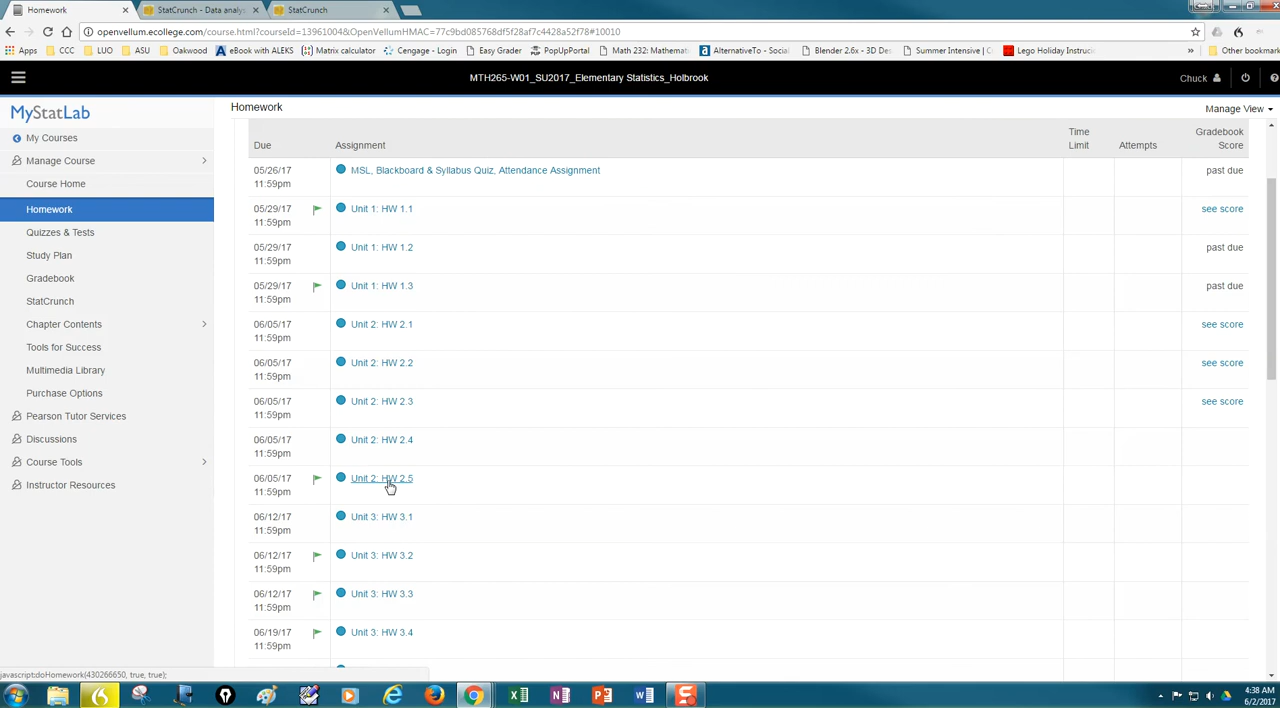 Homework
StatCrunch - Data analys
StatCrunch
openvellum.ecollege.com/course.html?courseId=13961004&OpenVellumHMAC=77c9bd085768df5f28af7c4428a52f78#10010
Apps CCC LUO ASU Oakwood eBook with ALEKS Matrix calculator Cengage - Login Easy Grader PopUpPortal Math 232: Mathema AlternativeTo - Social Blender 2.6x - 3D Des Summer Intensive ( C Lego Holiday Instruc » Other bookmark
MTH265-W01_SU2017_Elementary Statistics_Holbrook
Chuck
MyStatLab
My Courses
Manage Course
Course Home
Homework
Quizzes & Tests
Study Plan
Gradebook
StatCrunch
Chapter Contents
Tools for Success
Multimedia Library
Purchase Options
Pearson Tutor Services
Discussions
Course Tools
Instructor Resources
Homework
Manage View
Due Assignment Time Limit Attempts Gradebook Score
05/26/17 11:59pm MSL, Blackboard & Syllabus Quiz, Attendance Assignment past due
05/29/17 11:59pm Unit 1: HW 1.1 see score
05/29/17 11:59pm Unit 1: HW 1.2 past due
05/29/17 11:59pm Unit 1: HW 1.3 past due
06/05/17 11:59pm Unit 2: HW 2.1 see score
06/05/17 11:59pm Unit 2: HW 2.2 see score
06/05/17 11:59pm Unit 2: HW 2.3 see score
06/05/17 11:59pm Unit 2: HW 2.4
06/05/17 11:59pm Unit 2: HW 2.5
06/12/17 11:59pm Unit 3: HW 3.1
06/12/17 11:59pm Unit 3: HW 3.2
06/12/17 11:59pm Unit 3: HW 3.3
06/19/17 11:59pm Unit 3: HW 3.4
javascript:doHomework(430266650, true, true);
4:38 AM
6/2/2017